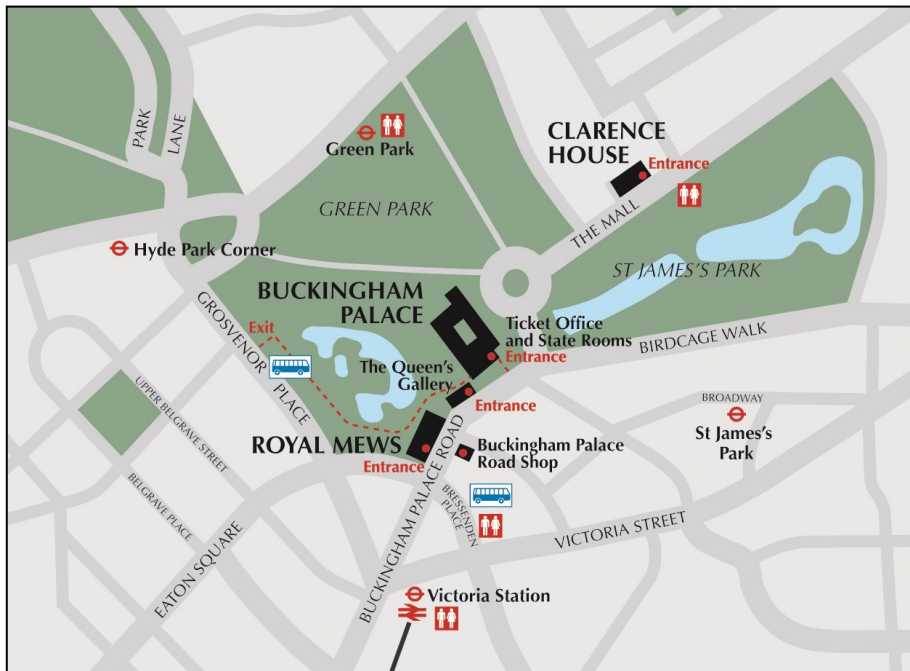 PARK
LANE
Green Park
GREEN PARK
CLARENCE
HOUSE
Entrance
THE MALL
ST JAMES'S PARK
Hyde Park Corner
GROSVENOR
PLACE
BUCKINGHAM
PALACE
Ticket Office
and State Rooms
Entrance
BIRDCAGE WALK
Exit
The Queen's
Gallery
Entrance
UPPER BELGRAVE STREET
BELGRAVE PLACE
ROYAL MEWS
Entrance
BUCKINGHAM PALACE ROAD
Buckingham Palace
Road Shop
BROADWAY
St James's
Park
BRESSENDEN
PLACE
VICTORIA STREET
EATON SQUARE
Victoria Station